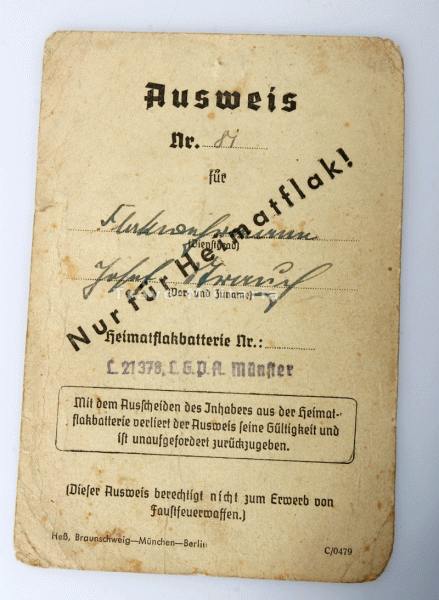 Ausweis
Nr. 81
für
Flakwehrmann
(Dienstgrad)
Josef Strauch
(Vor- und Zuname)
Nur für Heimatflak!
Heimatflakbatterie Nr.:
L 21378, L.G.P.A. Münster
Mit dem Ausscheiden des Inhabers aus der Heimat-
flakbatterie verliert der Ausweis seine Gültigkeit und
ist unaufgefordert zurückzugeben.
(Dieser Ausweis berechtigt nicht zum Erwerb von
Faustfeuerwaffen.)
Heß, Braunschweig—München—Berlin
C/0479